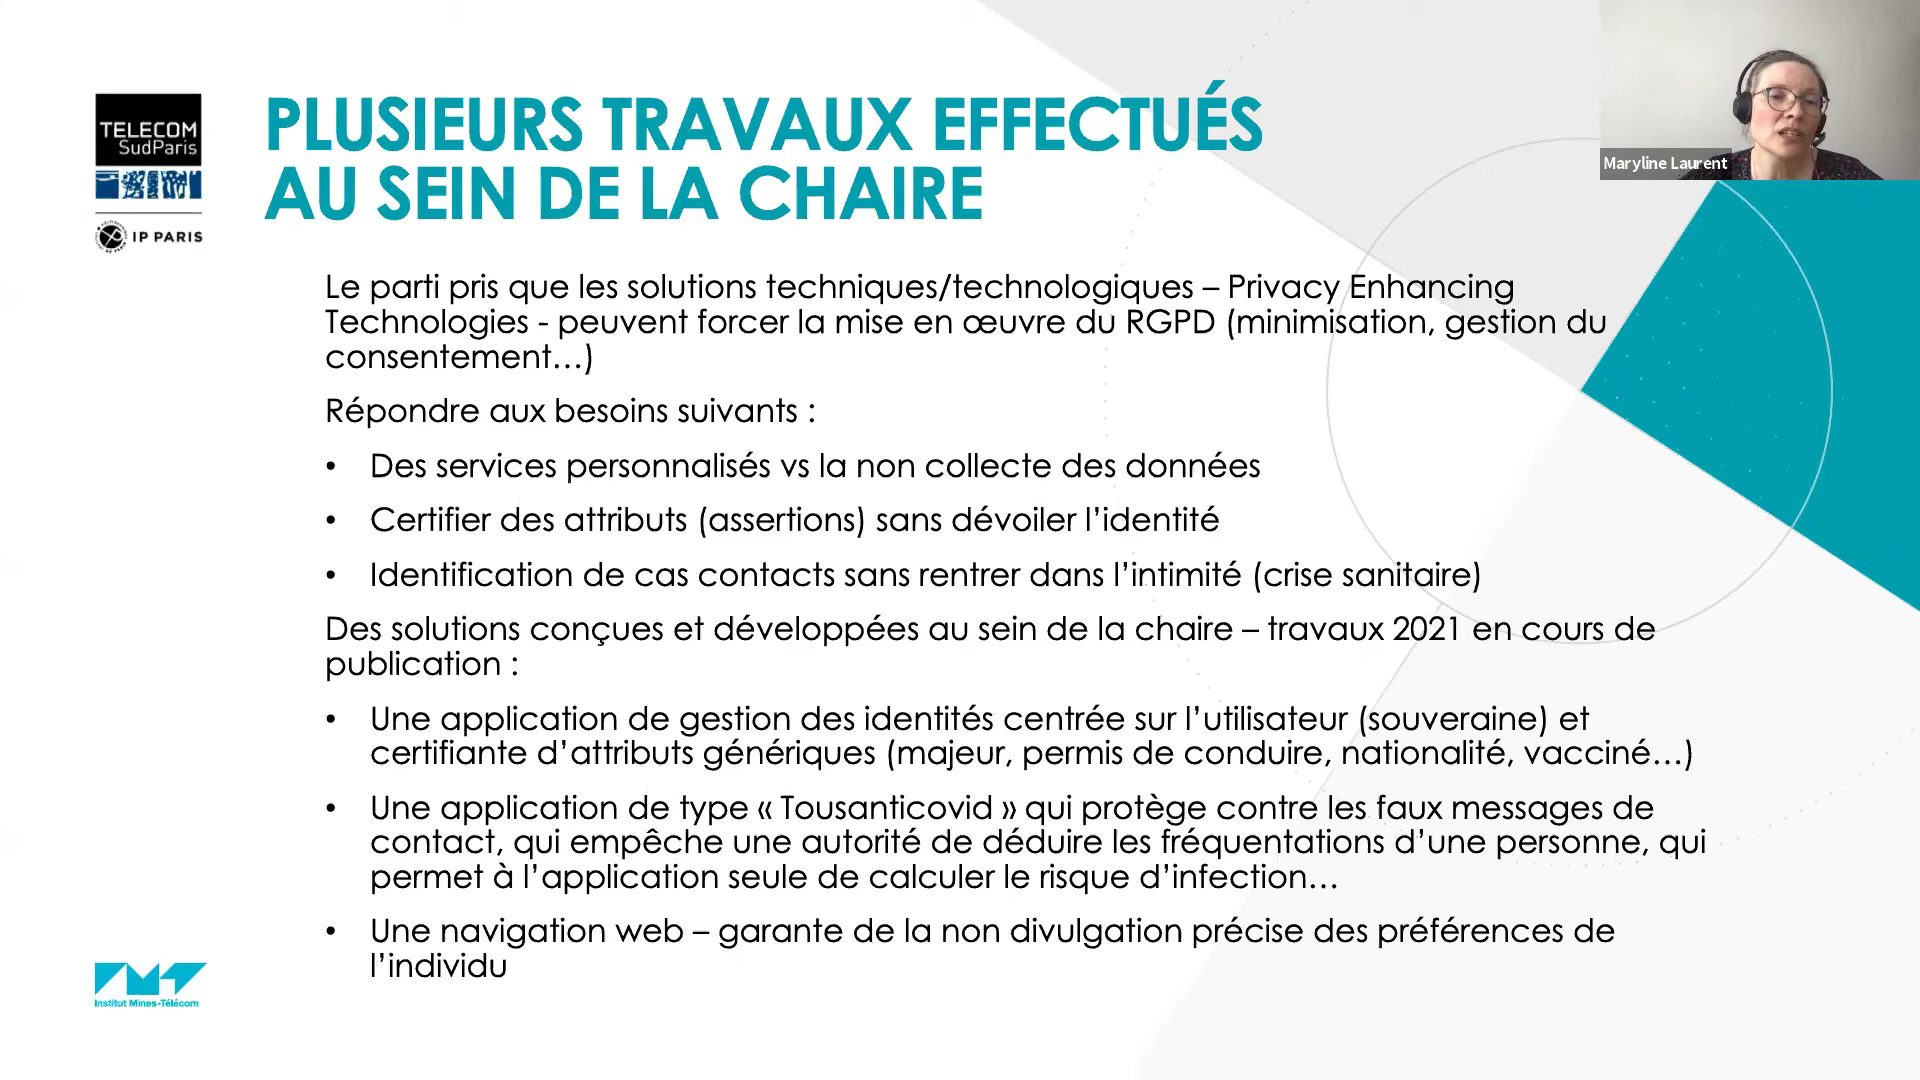 TELECOM
SudParis
IP PARIS
PLUSIEURS TRAVAUX EFFECTUÉS
AU SEIN DE LA CHAIRE
Maryline Laurent
Le parti pris que les solutions techniques/technologiques – Privacy Enhancing
Technologies - peuvent forcer la mise en œuvre du RGPD (minimisation, gestion du
consentement…)
Répondre aux besoins suivants :
• Des services personnalisés vs la non collecte des données
• Certifier des attributs (assertions) sans dévoiler l’identité
• Identification de cas contacts sans rentrer dans l’intimité (crise sanitaire)
Des solutions conçues et développées au sein de la chaire – travaux 2021 en cours de
publication :
• Une application de gestion des identités centrée sur l’utilisateur (souveraine) et
certifiante d’attributs génériques (majeur, permis de conduire, nationalité, vacciné…)
• Une application de type « Tousanticovid » qui protège contre les faux messages de
contact, qui empêche une autorité de déduire les fréquentations d’une personne, qui
permet à l’application seule de calculer le risque d’infection…
• Une navigation web – garante de la non divulgation précise des préférences de
l’individu
IMT
Institut Mines-Télécom